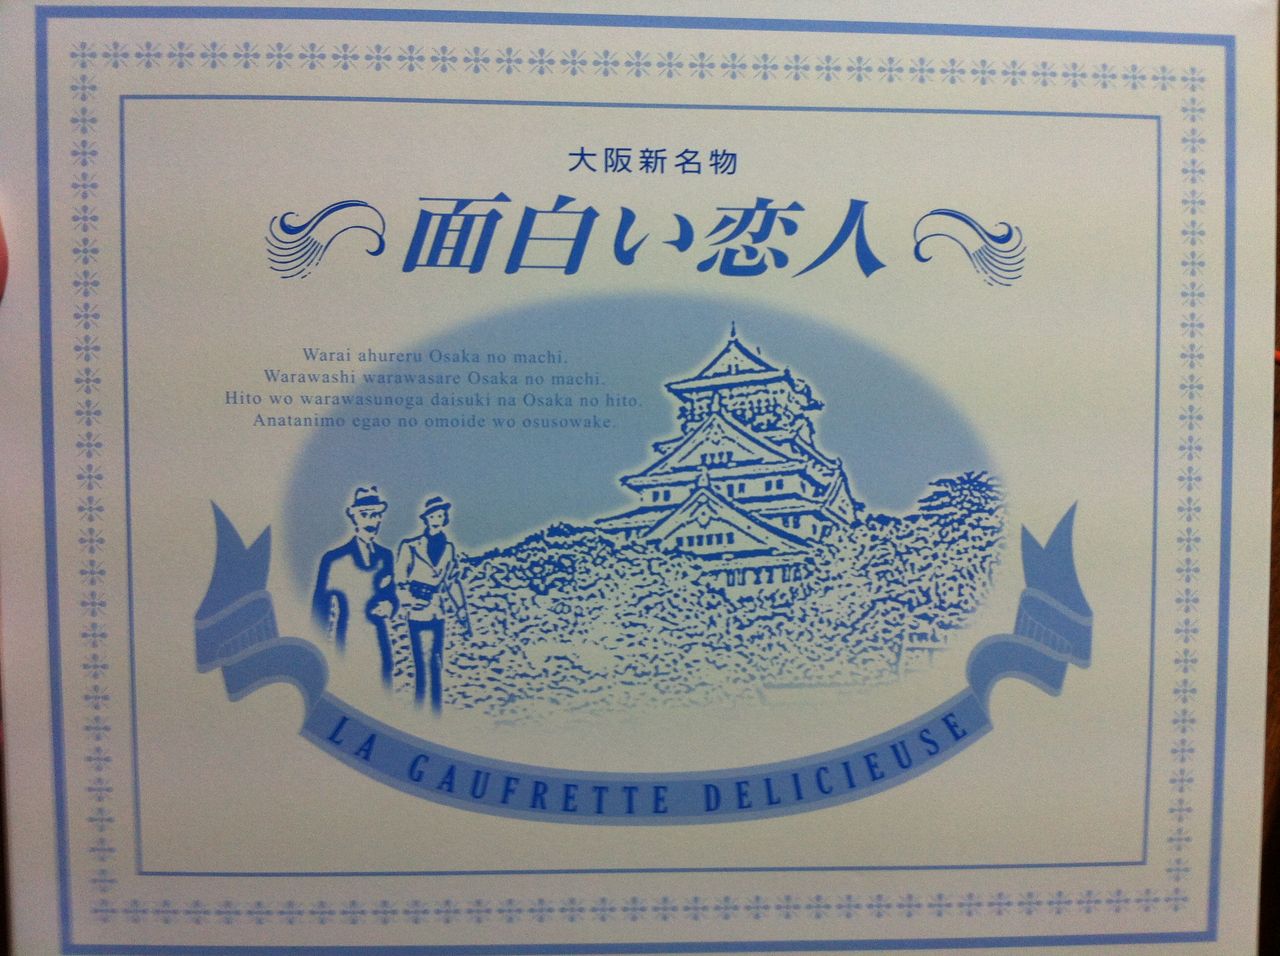 大阪新名物
面白い恋人
Warai ahureru Osaka no machi.
Warawashi warawasare Osaka no machi.
Hito wo warawasunoga daisuki na Osaka no hito.
Anatanimo egao no omoide wo osusowake.
LA GAUFRETTE DELICIEUSE